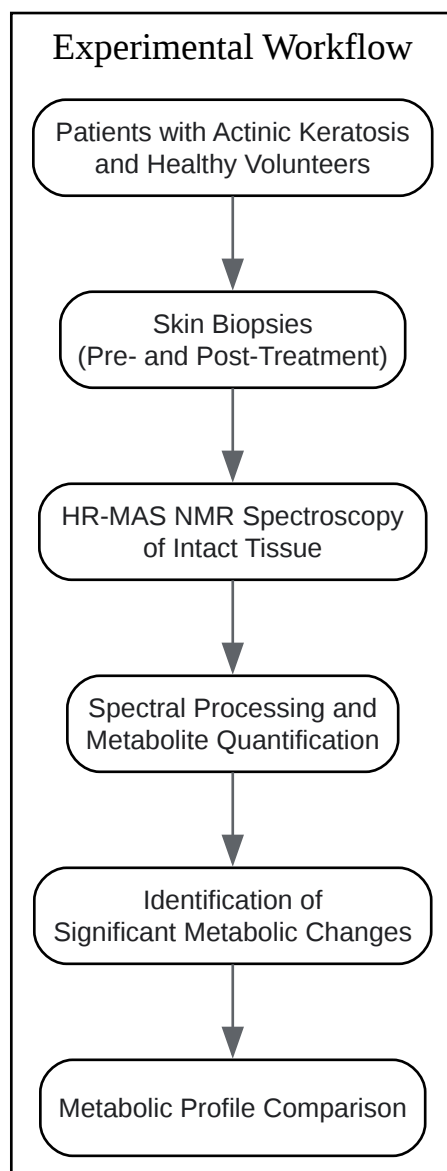 Experimental Workflow
Patients with Actinic Keratosis
and Healthy Volunteers
Skin Biopsies
(Pre- and Post-Treatment)
HR-MAS NMR Spectroscopy
of Intact Tissue
Spectral Processing and
Metabolite Quantification
Identification of
Significant Metabolic Changes
Metabolic Profile Comparison